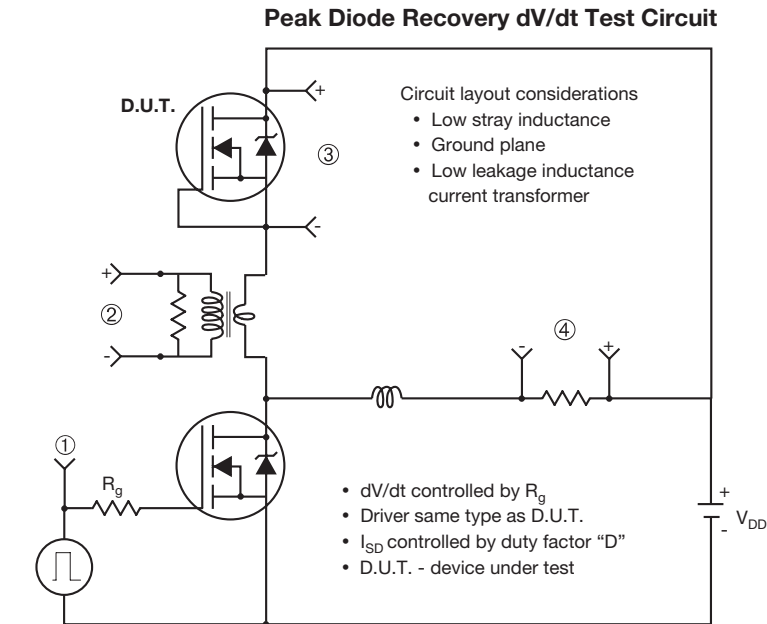 Peak Diode Recovery dV/dt Test Circuit
D.U.T.
+
Circuit layout considerations
• Low stray inductance
• Ground plane
• Low leakage inductance
current transformer
③
-
+
②
-
④
-
+
①
Rg
• dV/dt controlled by Rg
• Driver same type as D.U.T.
• ISD controlled by duty factor “D”
• D.U.T. - device under test
+
VDD
-